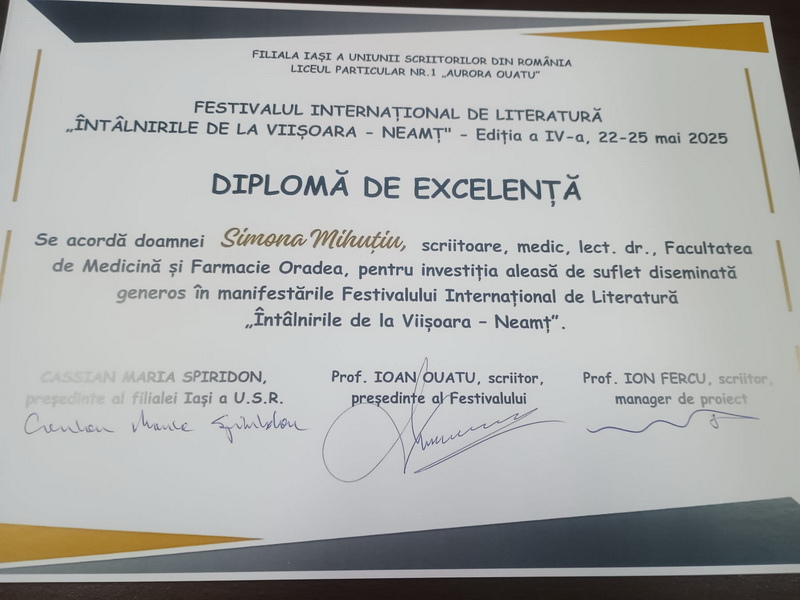 FILIALA IAȘI A UNIUNII SCRIITORILOR DIN ROMÂNIA
LICEUL PARTICULAR NR.1 „AURORA OUATU”
FESTIVALUL INTERNAȚIONAL DE LITERATURĂ
„ÎNTÂLNIRILE DE LA VIIȘOARA – NEAMȚ" - Ediția a IV-a, 22-25 mai 2025
DIPLOMĂ DE EXCELENȚĂ
Se acordă doamnei Simona Mihuțiu, scriitoare, medic, lect. dr., Facultatea
de Medicină și Farmacie Oradea, pentru investiția aleasă de suflet diseminată
generos în manifestările Festivalului Internațional de Literatură
„Întâlnirile de la Viișoara – Neamț”.
CASSIAN MARIA SPIRIDON,
președinte al filialei Iași a U.S.R.
Prof. IOAN OUATU, scriitor,
președinte al Festivalului
Prof. ION FERCU, scriitor,
manager de proiect